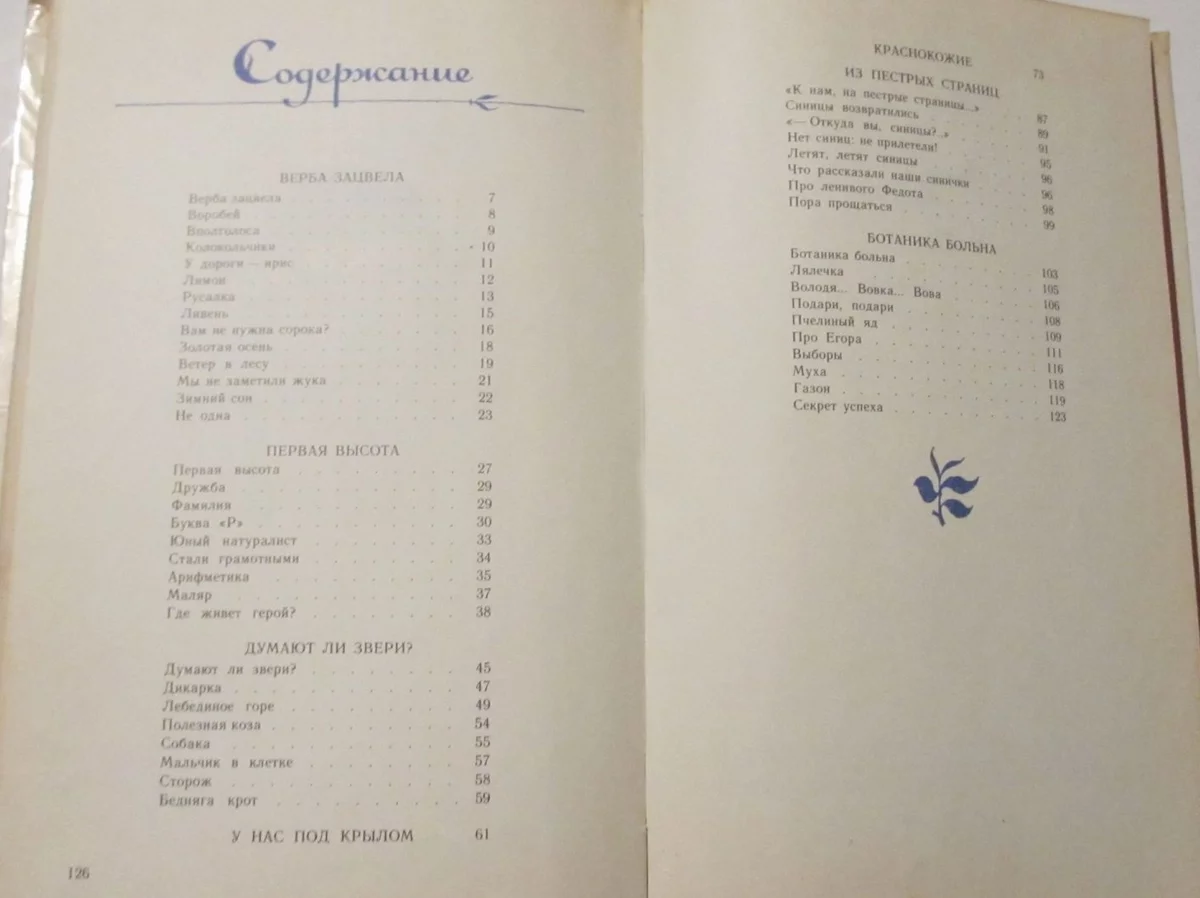 Содержание
ВЕРБА ЗАЦВЕЛА
Верба зацвела 7
Воробей 8
Вполголоса 9
Колокольчики 10
У дороги — ирис 11
Лимон 12
Русалка 13
Ливень 15
Вам не нужна сорока? 16
Золотая осень 18
Ветер в лесу 19
Мы не заметили жука 21
Зимний сон 22
Не одна 23
ПЕРВАЯ ВЫСОТА
Первая высота 27
Дружба 29
Фамилии 29
Буква «Р» 30
Юный натуралист 33
Стали грамотными 34
Арифметика 35
Маляр 37
Где живет герой? 38
ДУМАЮТ ЛИ ЗВЕРИ?
Думают ли звери? 45
Дикарка 47
Лебединое горе 49
Полезная коза 54
Собака 55
Мальчик в клетке 57
Сторож 58
Бедняга крот 59
У НАС ПОД КРЫЛОМ 61
126
КРАСНОКОЖИЕ 73
ИЗ ПЕСТРЫХ СТРАНИЦ
«К нам, на пестрые страницы...» 87
Синицы возвратились 89
«— Откуда вы, синицы?..» 91
Нет синиц: не прилетели! 95
Летят, летят синицы 96
Что рассказали наши синички 96
Про ленивого Федота 98
Пора прощаться 99
БОТАНИКА БОЛЬНА
Ботаника больна 103
Лялечка 105
Володя... Вовка... Вова 106
Подари, подари 108
Пчелиный яд 109
Про Егора 111
Выборы 116
Муха 118
Газон 119
Секрет успеха 123